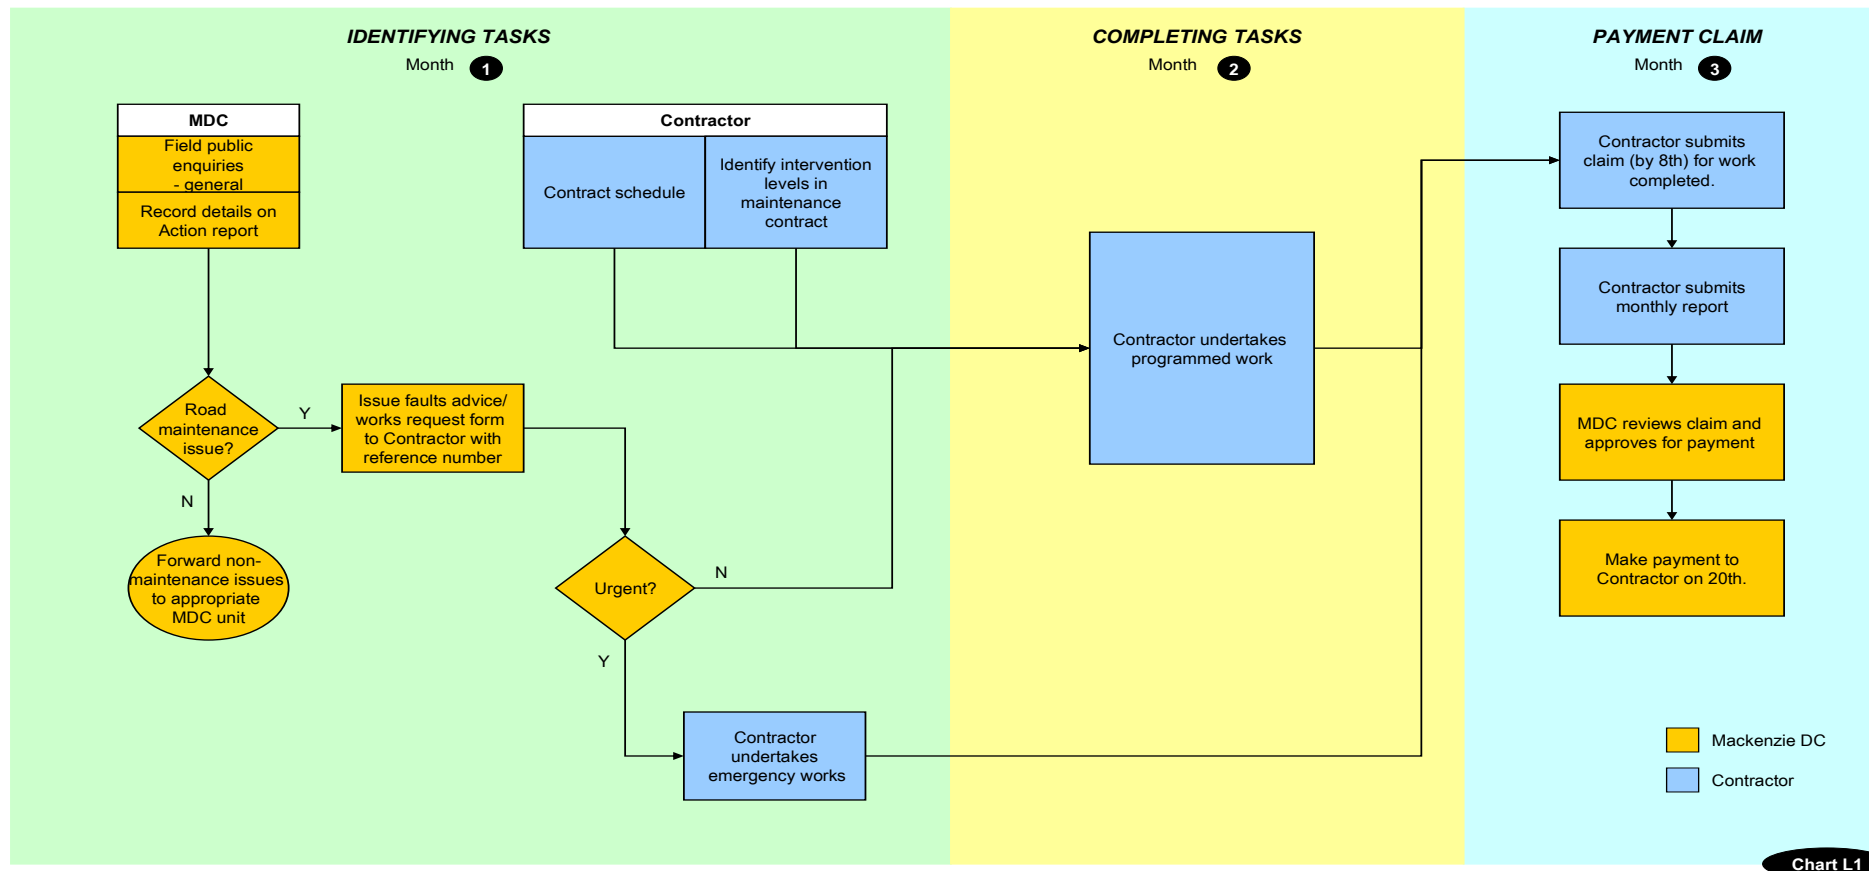 IDENTIFYING TASKS
Month 1
COMPLETING TASKS
Month 2
PAYMENT CLAIM
Month 3
MDC
Field public
enquiries
- general
Record details on
Action report
Contractor
Contract schedule
Identify intervention
levels in
maintenance
contract
Road
maintenance
issue?
Y
N
Issue faults advice/
works request form
to Contractor with
reference number
Forward non-
maintenance issues
to appropriate
MDC unit
Urgent?
N
Y
Contractor
undertakes
emergency works
Contractor undertakes
programmed work
Contractor submits
claim (by 8th) for work
completed.
Contractor submits
monthly report
MDC reviews claim and
approves for payment
Make payment to
Contractor on 20th.
Mackenzie DC
Contractor
Chart L1